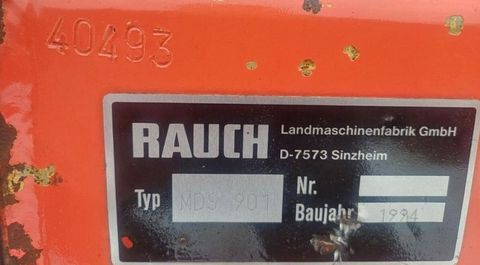 40493
RAUCH
Landmaschinenfabrik GmbH
D-7573 Sinzheim
Typ MDS 901
Nr.
Baujahr 1994